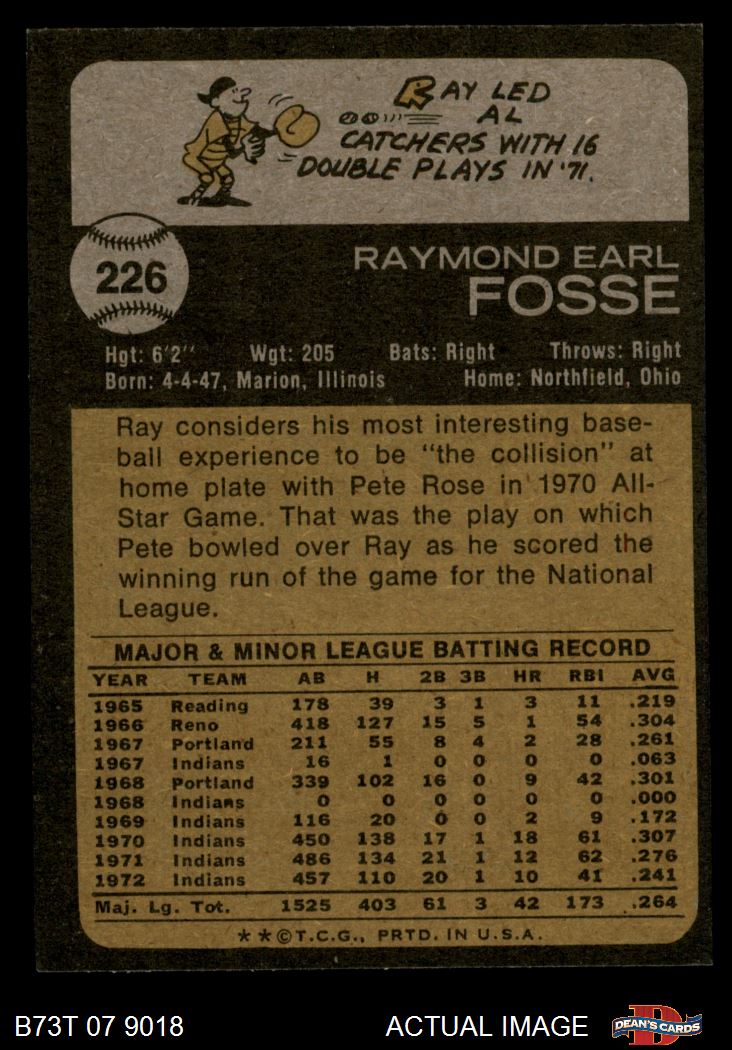 RAY LED
AL
CATCHERS WITH 16
DOUBLE PLAYS IN '71.
226
RAYMOND EARL
FOSSE
Hgt: 6'2" Wgt: 205 Bats: Right Throws: Right
Born: 4-4-47, Marion, Illinois Home: Northfield, Ohio
Ray considers his most interesting base-
ball experience to be "the collision" at
home plate with Pete Rose in 1970 All-
Star Game. That was the play on which
Pete bowled over Ray as he scored the
winning run of the game for the National
League.
MAJOR & MINOR LEAGUE BATTING RECORD
YEAR TEAM AB H 2B 3B HR RBI AVG
1965 Reading 178 39 3 1 3 11 .219
1966 Reno 418 127 15 5 1 54 .304
1967 Portland 211 55 8 4 2 28 .261
1967 Indians 16 1 0 0 0 0 .063
1968 Portland 339 102 16 0 9 42 .301
1968 Indians 0 0 0 0 0 0 .000
1969 Indians 116 20 0 0 2 9 .172
1970 Indians 450 138 17 1 18 61 .307
1971 Indians 486 134 21 1 12 62 .276
1972 Indians 457 110 20 1 10 41 .241
Maj. Lg. Tot. 1525 403 61 3 42 173 .264
**©T.C.G., PRTD. IN U.S.A.
B73T 07 9018 ACTUAL IMAGE
D
DEAN'S CARDS